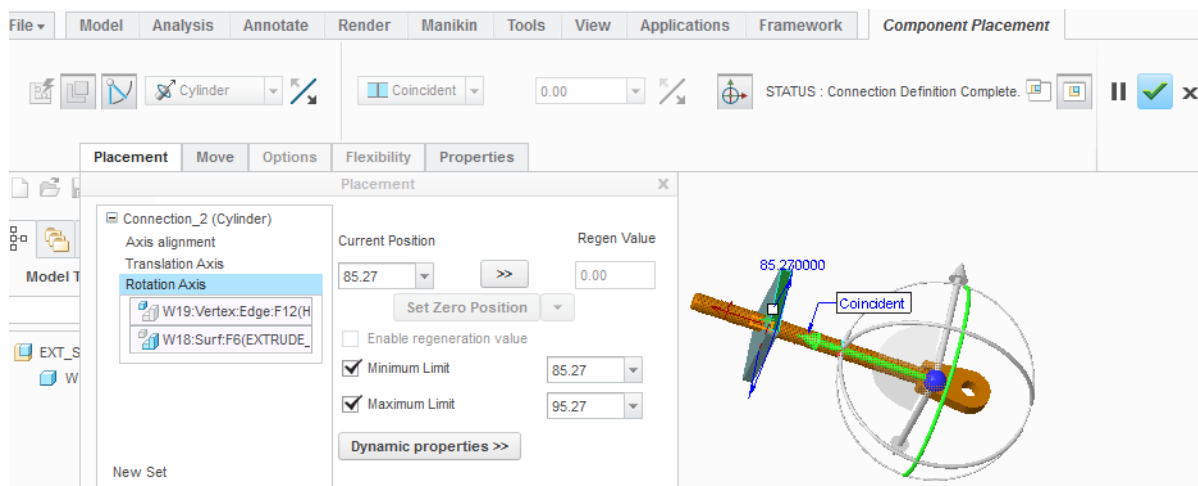 File Model Analysis Annotate Render Manikin Tools View Applications Framework Component Placement
Cylinder Coincident 0.00 STATUS : Connection Definition Complete.
Placement Move Options Flexibility Properties
Placement
Connection_2 (Cylinder)
Axis alignment
Translation Axis
Rotation Axis
W19:Vertex:Edge:F12(H
W18:Surf:F6(EXTRUDE_
New Set
Current Position Regen Value
85.27 >> 0.00
Set Zero Position
Enable regeneration value
Minimum Limit 85.27
Maximum Limit 95.27
Dynamic properties >>
Model T
EXT_S
W
85.270000
Coincident